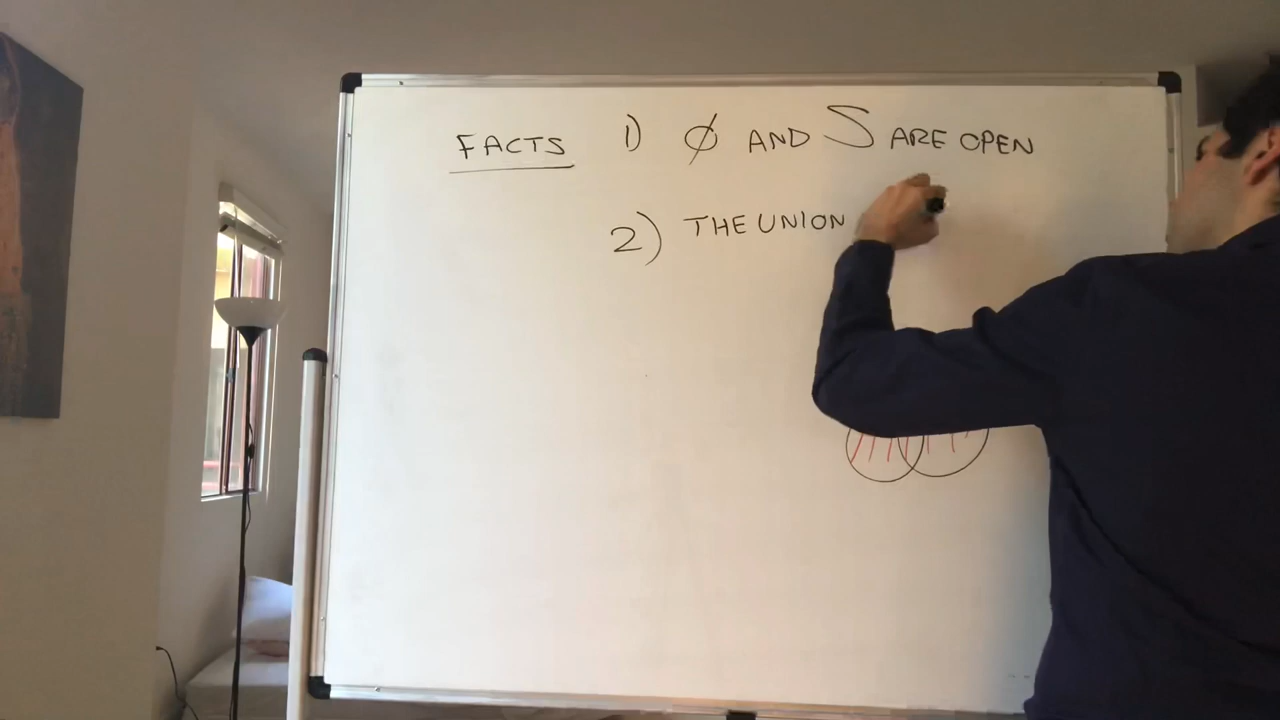 FACTS 1) ∅ AND S ARE OPEN
2) THE UNION